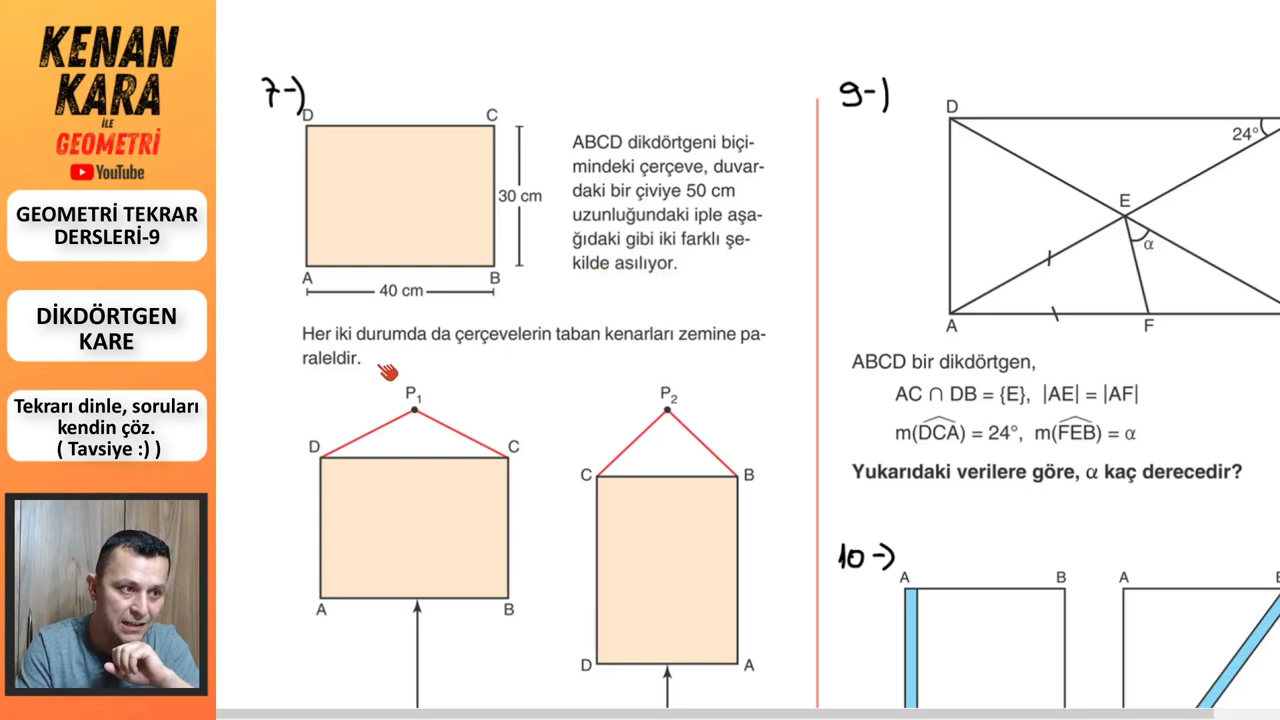 KENAN
KARA
İLE
GEOMETRİ
YouTube
GEOMETRİ TEKRAR
DERSLERİ-9
DİKDÖRTGEN
KARE
Tekrarı dinle, soruları
kendin çöz.
( Tavsiye :) )
7-)
D
C
30 cm
A
B
40 cm
ABCD dikdörtgeni biçi-
mindeki çerçeve, duvar-
daki bir çiviye 50 cm
uzunluğundaki iple aşa-
ğıdaki gibi iki farklı şe-
kilde asılıyor.
Her iki durumda da çerçevelerin taban kenarları zemine pa-
raleldir.
P1
D
C
A
B
P2
C
B
D
A
9-)
D
24°
E
α
A
F
ABCD bir dikdörtgen,
AC ∩ DB = {E}, |AE| = |AF|
m(DCA) = 24°, m(FEB) = α
Yukarıdaki verilere göre, α kaç derecedir?
10-)
A
B
A